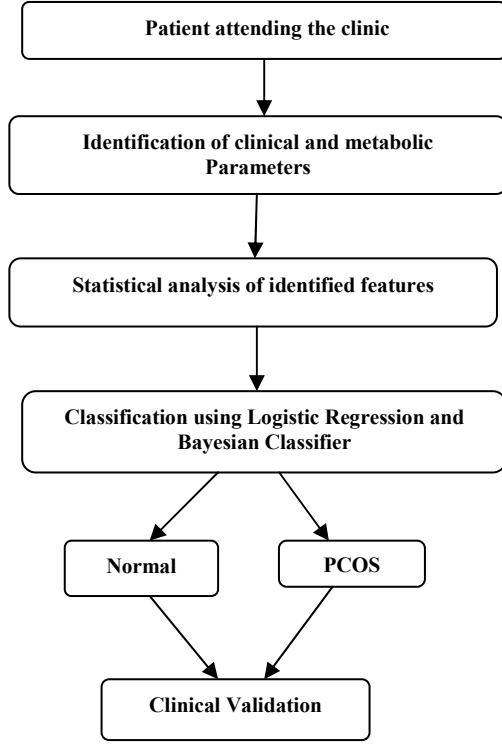 Patient attending the clinic
Identification of clinical and metabolic
Parameters
Statistical analysis of identified features
Classification using Logistic Regression and
Bayesian Classifier
Normal
PCOS
Clinical Validation